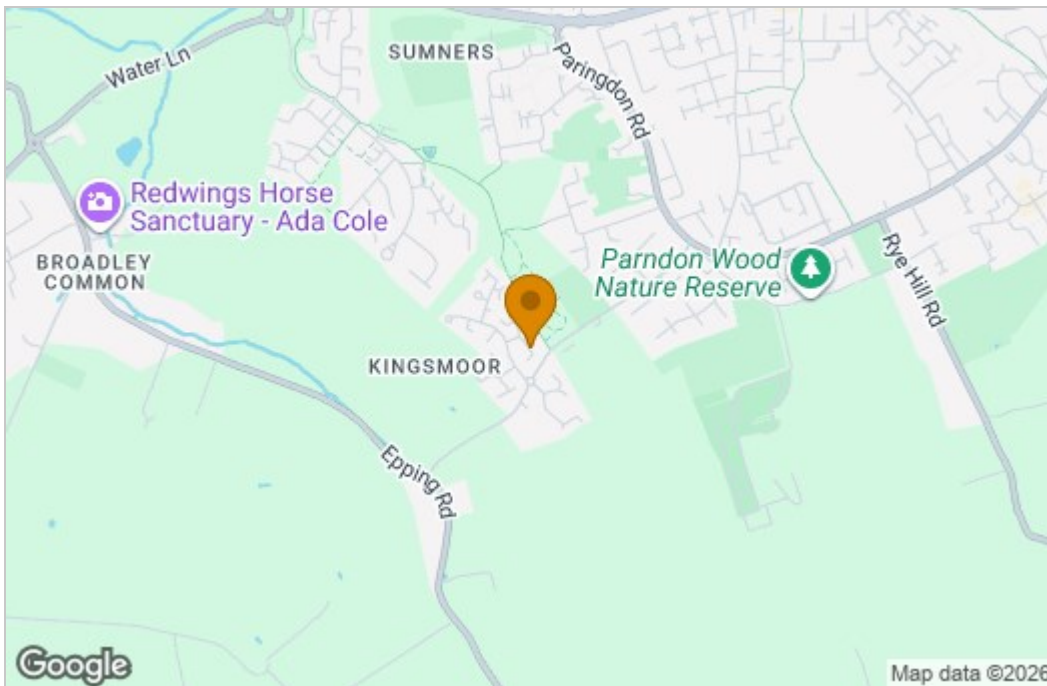 SUMNERS
Water Ln
Paringdon Rd
Redwings Horse
Sanctuary - Ada Cole
BROADLEY
COMMON
Parndon Wood
Nature Reserve
Rye Hill Rd
KINGSMOOR
Epping Rd
Google
Map data ©2026